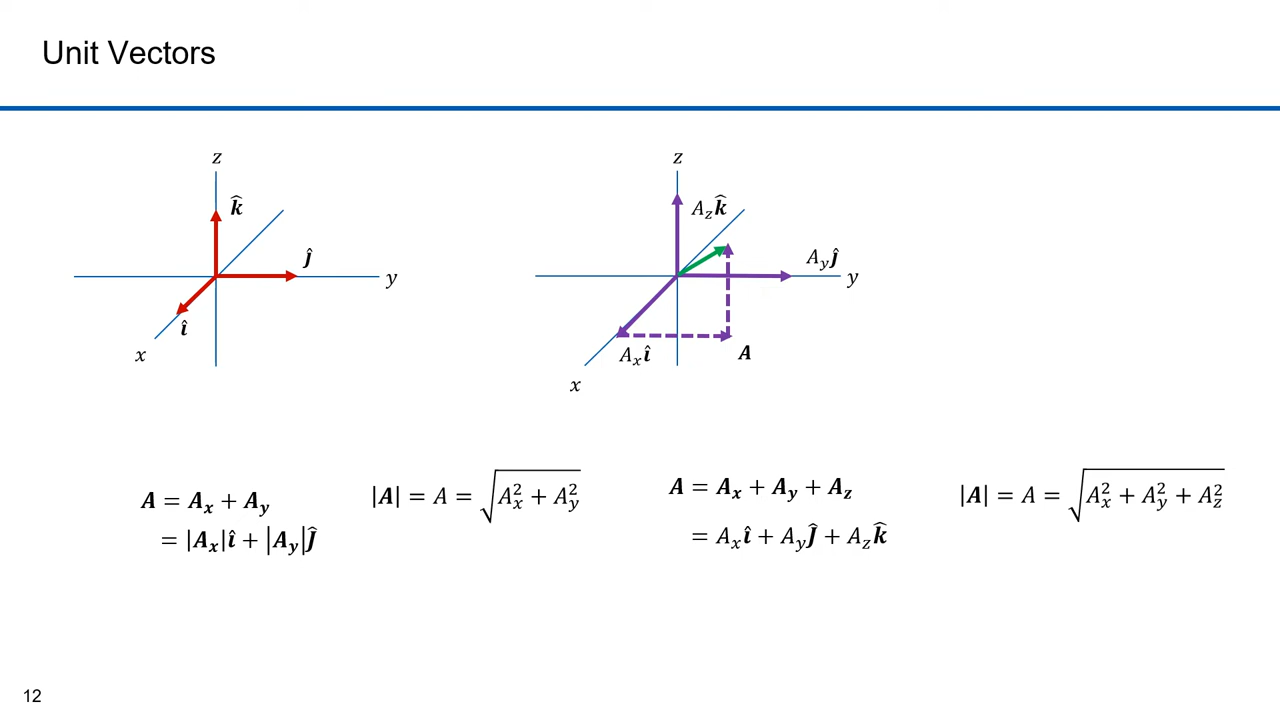 Unit Vectors
z
k̂
ĵ
y
î
x
z
A_z k̂
A_y ĵ
y
A_x î
A
x
A = A_x + A_y
= |A_x| î + |A_y| Ĵ
|A| = A = √(A_x² + A_y²)
A = A_x + A_y + A_z
= A_x î + A_y Ĵ + A_z k̂
|A| = A = √(A_x² + A_y² + A_z²)
12